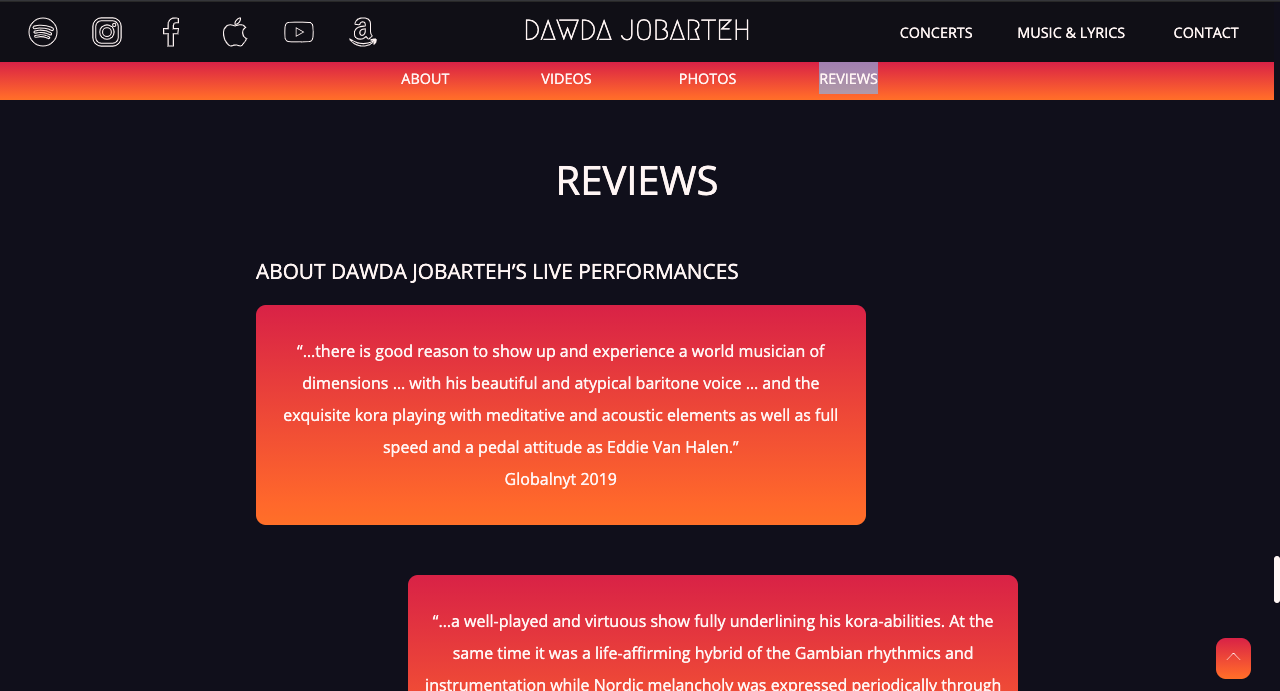 DAWDA JOBARTEH
CONCERTS
MUSIC & LYRICS
CONTACT
ABOUT
VIDEOS
PHOTOS
REVIEWS
REVIEWS
ABOUT DAWDA JOBARTEH’S LIVE PERFORMANCES
“…there is good reason to show up and experience a world musician of
dimensions … with his beautiful and atypical baritone voice … and the
exquisite kora playing with meditative and acoustic elements as well as full
speed and a pedal attitude as Eddie Van Halen.”
Globalnyt 2019
“…a well-played and virtuous show fully underlining his kora-abilities. At the
same time it was a life-affirming hybrid of the Gambian rhythmics and
instrumentation while Nordic melancholy was expressed periodically through